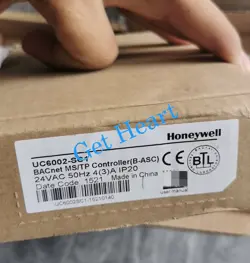 Get Heart
Honeywell
UC6002-SC1
BACnet MS/TP Controller(B-ASC)
24VAC 50Hz 4(3)A IP20
Date Code: 1521 Made in China
BTL